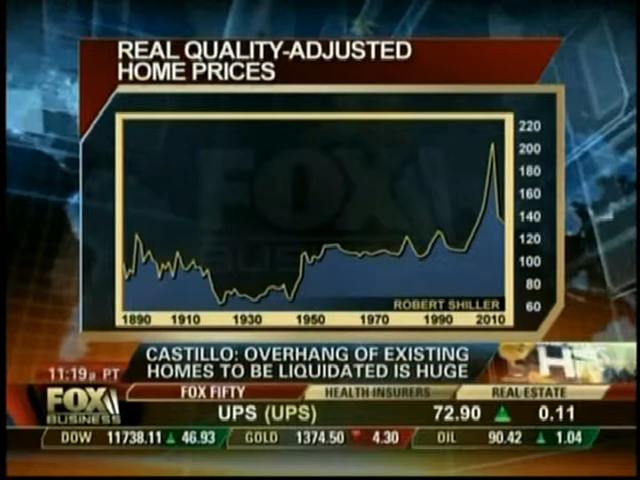 REAL QUALITY-ADJUSTED
HOME PRICES
220
200
180
160
140
120
100
80
60
FOX
BUSINESS
ROBERT SHILLER
1890 1910 1930 1950 1970 1990 2010
CASTILLO: OVERHANG OF EXISTING
HOMES TO BE LIQUIDATED IS HUGE
11:19a PT
FOX FIFTY HEALTH INSURERS REAL ESTATE
FOX
BUSINESS
UPS (UPS) 72.90 0.11
DOW 11738.11 46.93 GOLD 1374.50 4.30 OIL 90.42 1.04